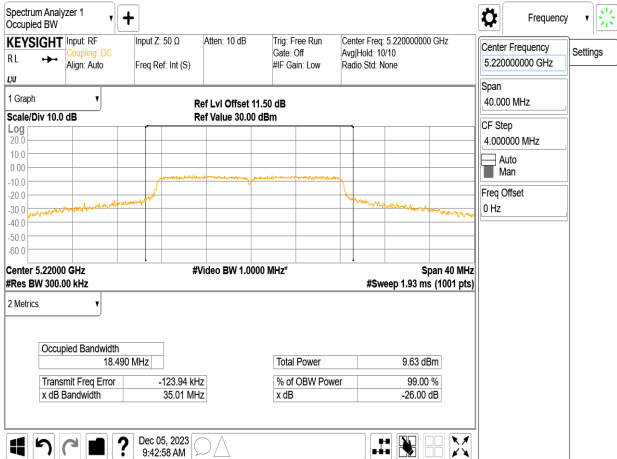 Spectrum Analyzer 1
Occupied BW
KEYSIGHT
R L
LXI
Input: RF
Coupling: DC
Align: Auto
Input Z: 50 Ω
Freq Ref: Int (S)
Atten: 10 dB
Trig: Free Run
Gate: Off
#IF Gain: Low
Center Freq: 5.220000000 GHz
Avg|Hold: 10/10
Radio Std: None
Frequency
Settings
Center Frequency
5.220000000 GHz
Span
40.000 MHz
CF Step
4.000000 MHz
Auto
Man
Freq Offset
0 Hz
1 Graph
Scale/Div 10.0 dB
Ref Lvl Offset 11.50 dB
Ref Value 30.00 dBm
Log
20.0
10.0
0.00
-10.0
-20.0
-30.0
-40.0
-50.0
-60.0
Center 5.22000 GHz
#Res BW 300.00 kHz
#Video BW 1.0000 MHz*
Span 40 MHz
#Sweep 1.93 ms (1001 pts)
2 Metrics
Occupied Bandwidth
18.490 MHz
Transmit Freq Error -123.94 kHz
x dB Bandwidth 35.01 MHz
Total Power 9.63 dBm
% of OBW Power 99.00 %
x dB -26.00 dB
?
Dec 05, 2023
9:42:58 AM